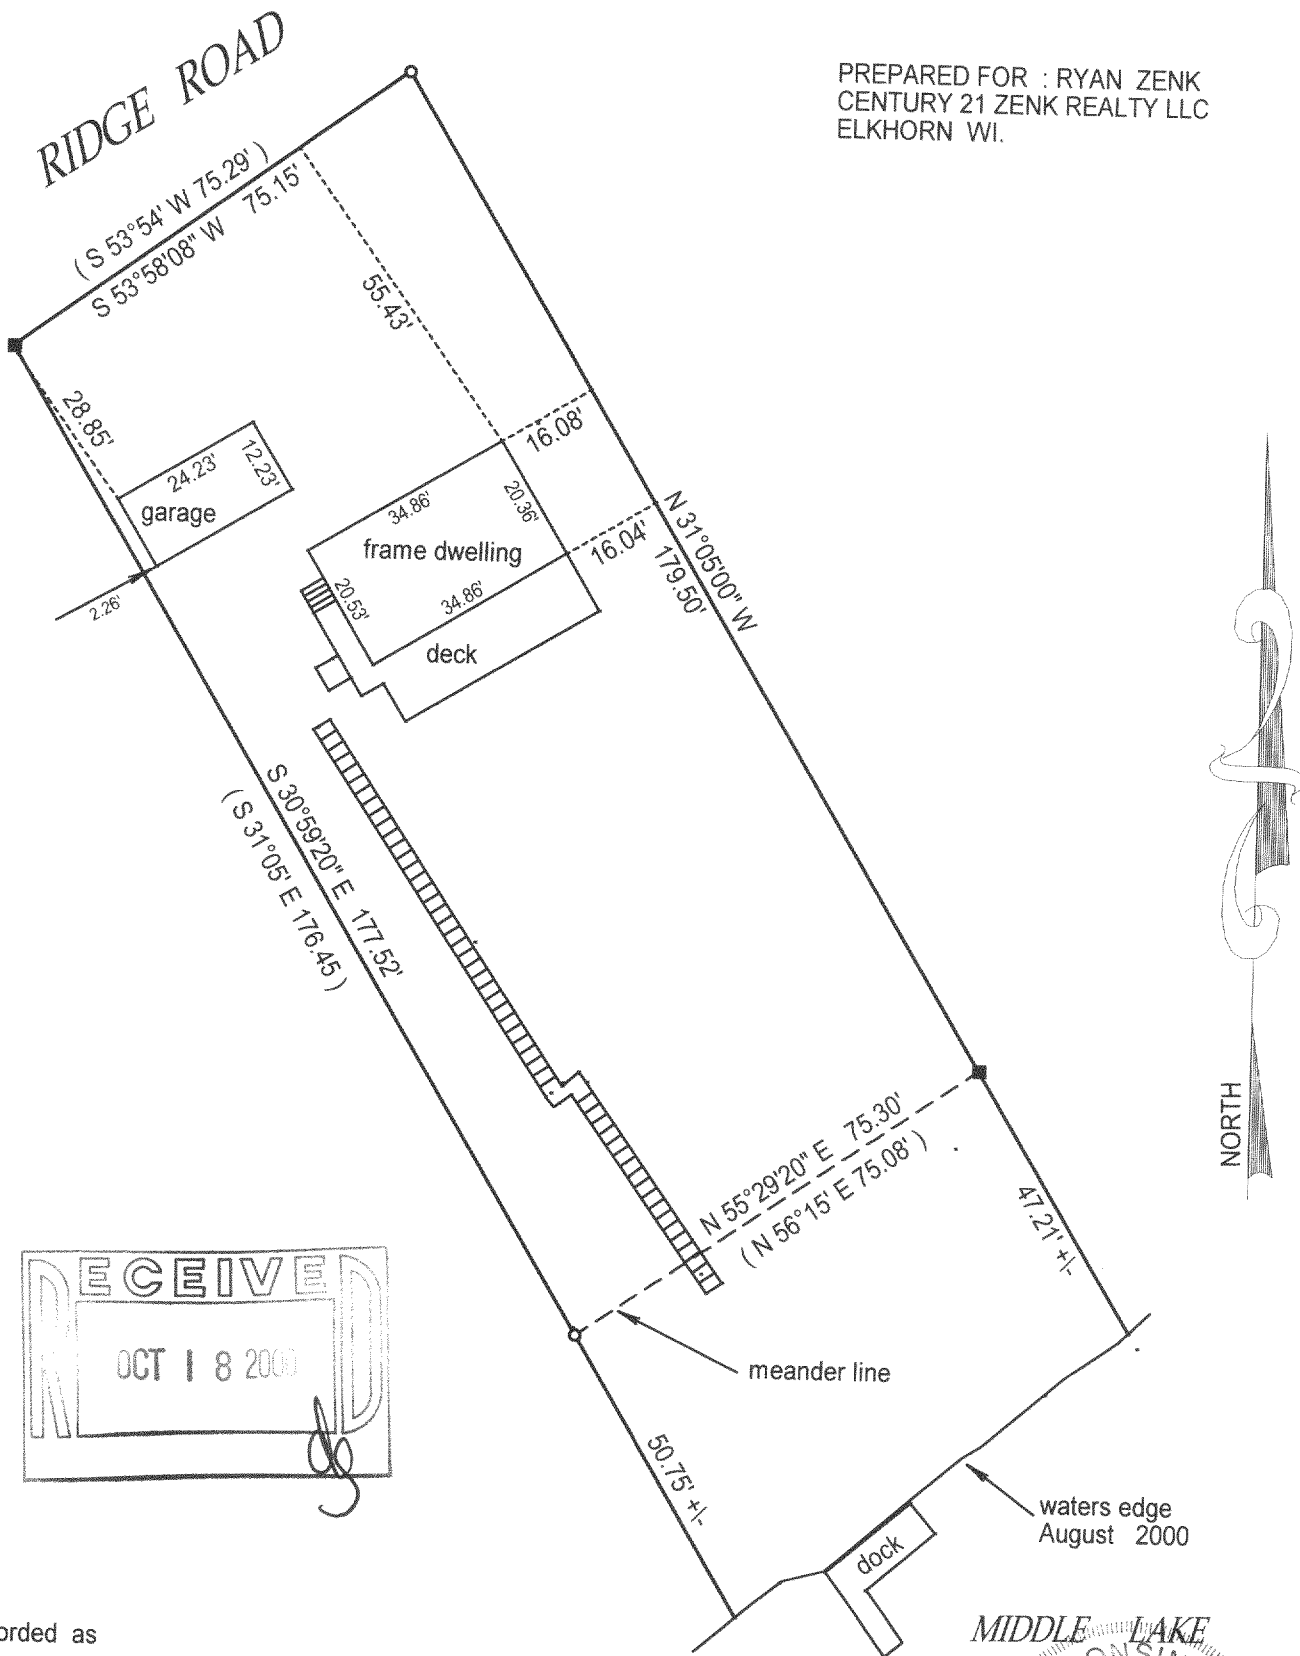 RIDGE ROAD
PREPARED FOR : RYAN ZENK
CENTURY 21 ZENK REALTY LLC
ELKHORN WI.
( S 53°54' W 75.29' )
S 53°58'08" W 75.15'
55.43'
28.85'
16.08'
24.23'
12.23'
garage
34.86'
20.36'
frame dwelling
16.04'
N 31°05'00" W
179.50'
2.26'
20.53'
34.86'
deck
S 30°59'20" E 177.52'
( S 31°05' E 176.45 )
NORTH
N 55°29'20" E 75.30'
( N 56°15' E 75.08' )
47.21' +/-
RECEIVED
OCT 18 2000
meander line
50.75' +/-
waters edge
August 2000
dock
orded as
MIDDLE LAKE
ONSIN